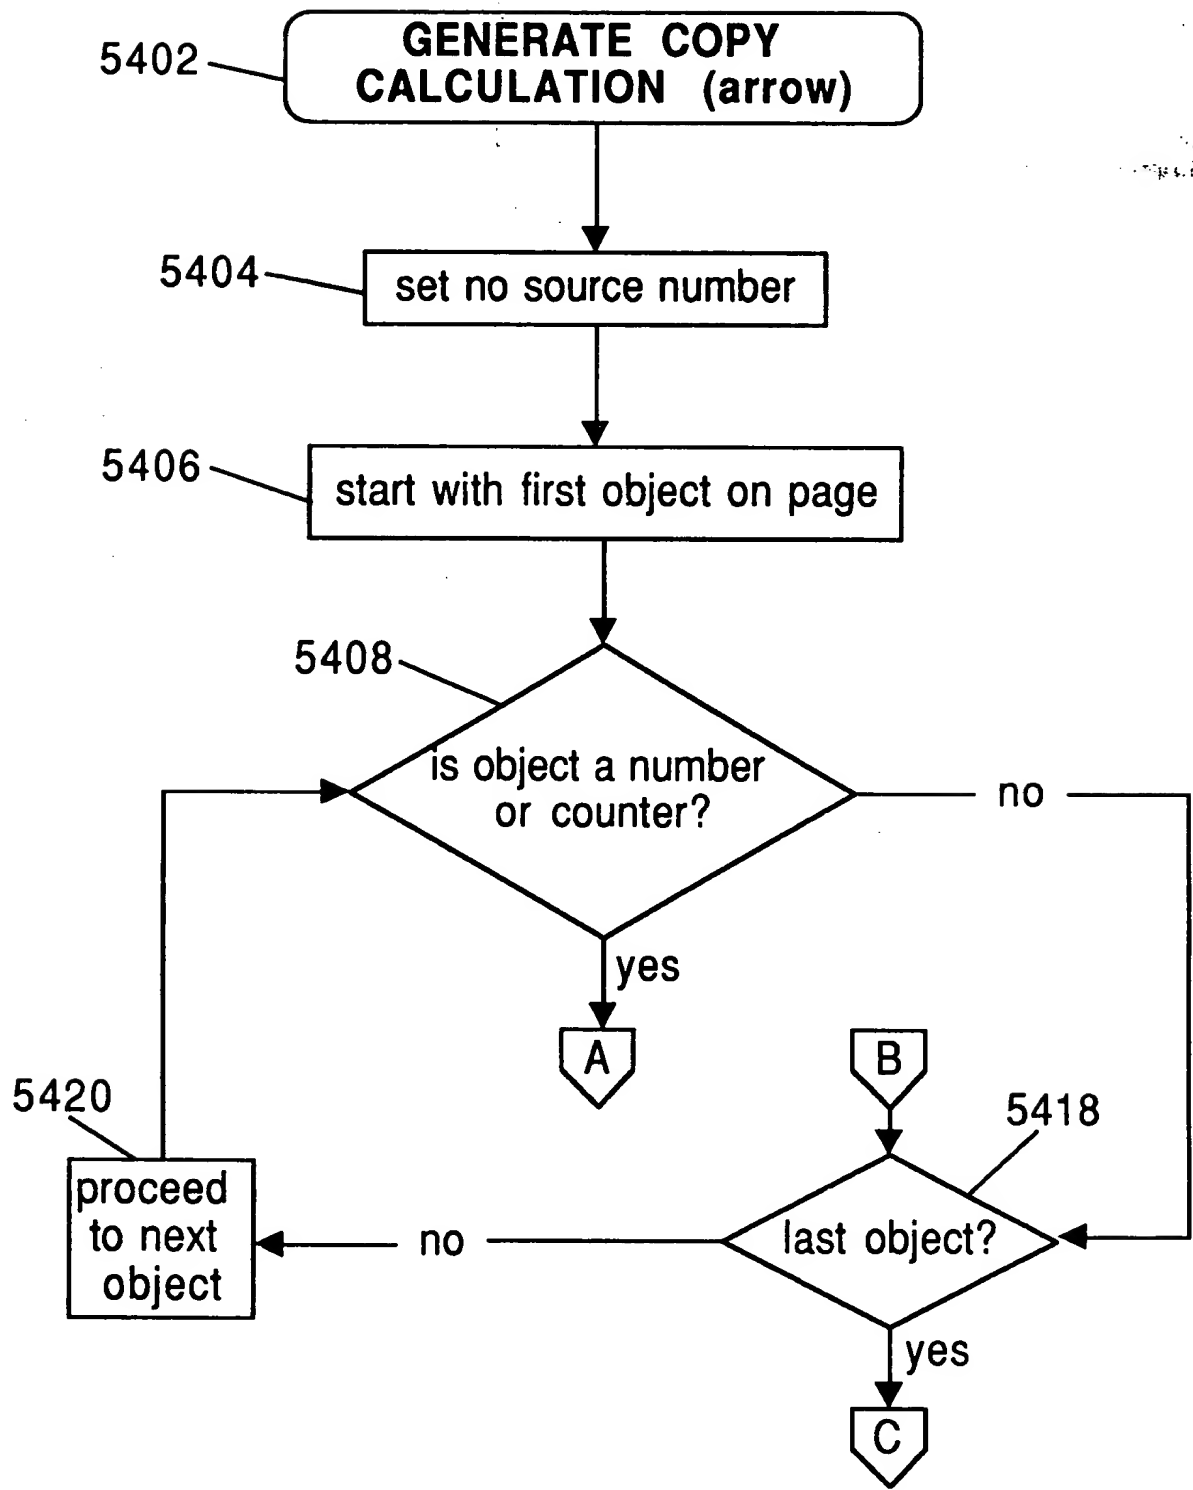 5402
GENERATE COPY
CALCULATION (arrow)
5404
set no source number
5406
start with first object on page
5408
is object a number
or counter?
no
yes
A
B
5420
5418
proceed
to next
object
no
last object?
yes
C